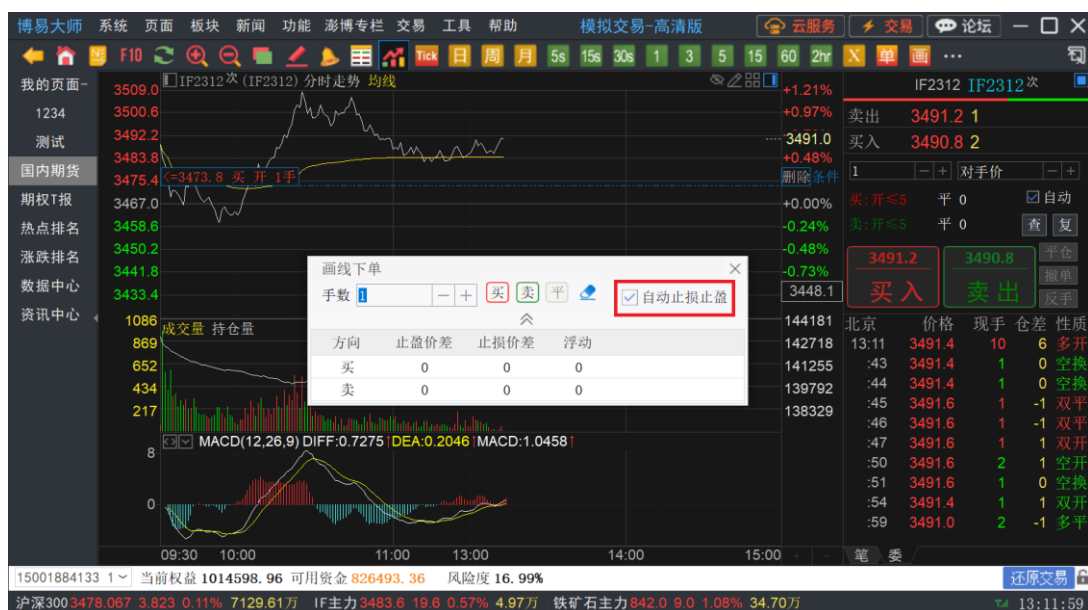 博易大师 系统 页面 板块 新闻 功能 澎博专栏 交易 工具 帮助 模拟交易-高清版 云服务 交易 论坛
F10 Tick 日 周 月 5s 15s 30s 1 3 5 15 60 2hr X 单 画 ...
我的页面-
1234
测试
国内期货
期权T报
热点排名
涨跌排名
数据中心
资讯中心
IF2312次 (IF2312) 分时走势 均线
3509.0 +1.21%
3500.6 +0.97%
3492.2 3491.0
3483.8 +0.48%
3475.4 <=3473.8 买 开 1手 删除 条件
3467.0 +0.00%
3458.6 -0.24%
3450.2 -0.48%
3441.8 -0.73%
3433.4 3448.1
画线下单
手数 1 买 卖 平 自动止损止盈
方向 止盈价差 止损价差 浮动
买 0 0 0
卖 0 0 0
1086 成交量 持仓量 144181
869 142718
652 141255
434 139792
217 138329
MACD(12,26,9) DIFF:0.7275↑DEA:0.2046↑MACD:1.0458↑
8
0
09:30 10:00 11:00 13:00 14:00 15:00
IF2312 IF2312次
卖出 3491.2 1
买入 3490.8 2
1 - + 对手价 - +
买:开≤5 平 0 自动
卖:开≤5 平 0 查 复
3491.2 买入
3490.8 卖出
平仓
撤单
反手
北京 价格 现手 仓差 性质
13:11 3491.4 10 6 多开
:43 3491.4 1 0 空换
:44 3491.4 1 0 空换
:45 3491.6 1 -1 双平
:46 3491.6 1 -1 双平
:47 3491.6 1 1 双开
:50 3491.6 2 1 空开
:51 3491.6 1 0 空换
:54 3491.4 1 1 双开
:59 3491.0 2 -1 多平
笔 委
15001884133 1 当前权益 1014598.96 可用资金 826493.36 风险度 16.99% 还原交易
沪深300 3478.067 3.823 0.11% 7129.61万 IF主力 3483.6 19.6 0.57% 4.97万 铁矿石主力 842.0 9.0 1.08% 34.70万 13:11:59